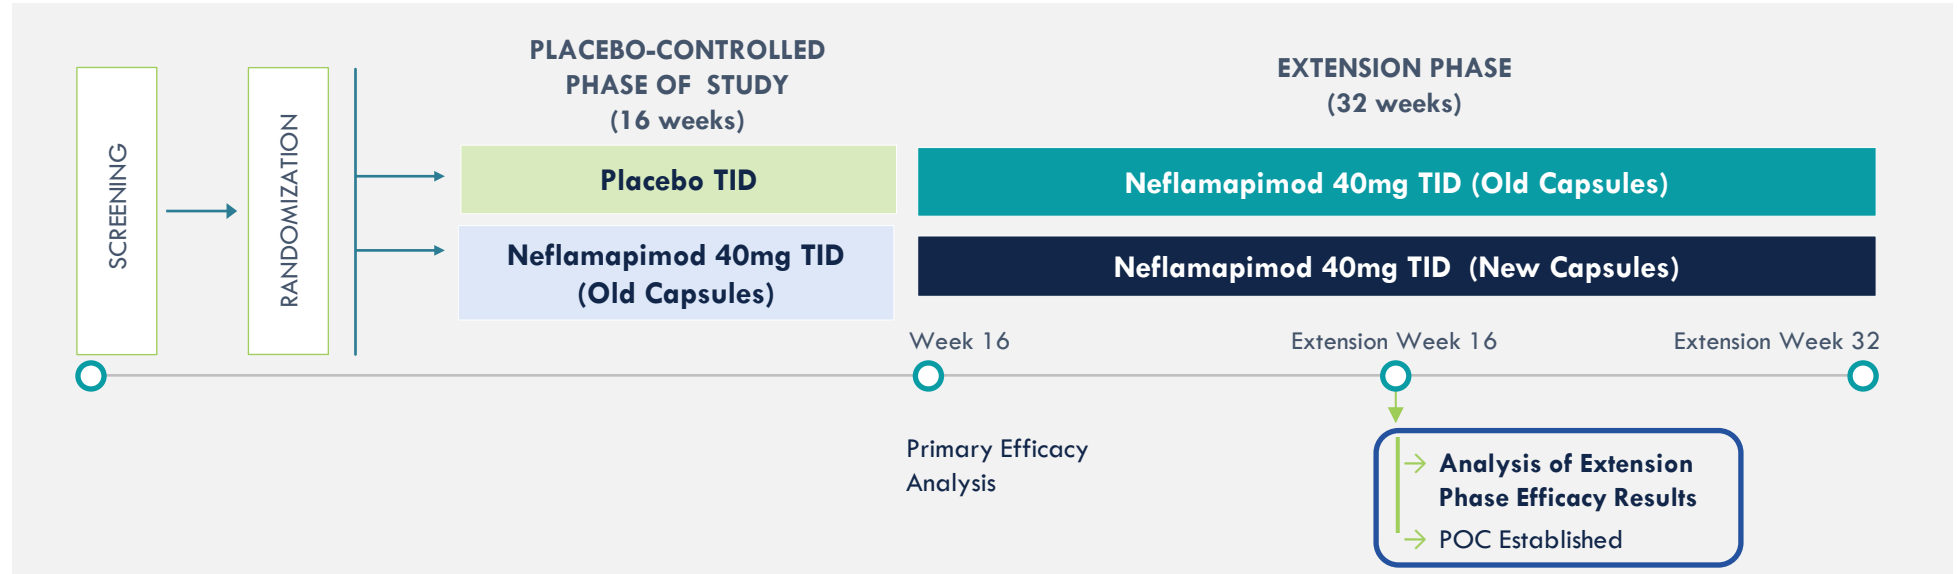 SCREENING
RANDOMIZATION
PLACEBO-CONTROLLED
PHASE OF STUDY
(16 weeks)
Placebo TID
Neflamapimod 40mg TID
(Old Capsules)
EXTENSION PHASE
(32 weeks)
Neflamapimod 40mg TID (Old Capsules)
Neflamapimod 40mg TID (New Capsules)
Week 16
Extension Week 16
Extension Week 32
Primary Efficacy
Analysis
Analysis of Extension
Phase Efficacy Results
POC Established